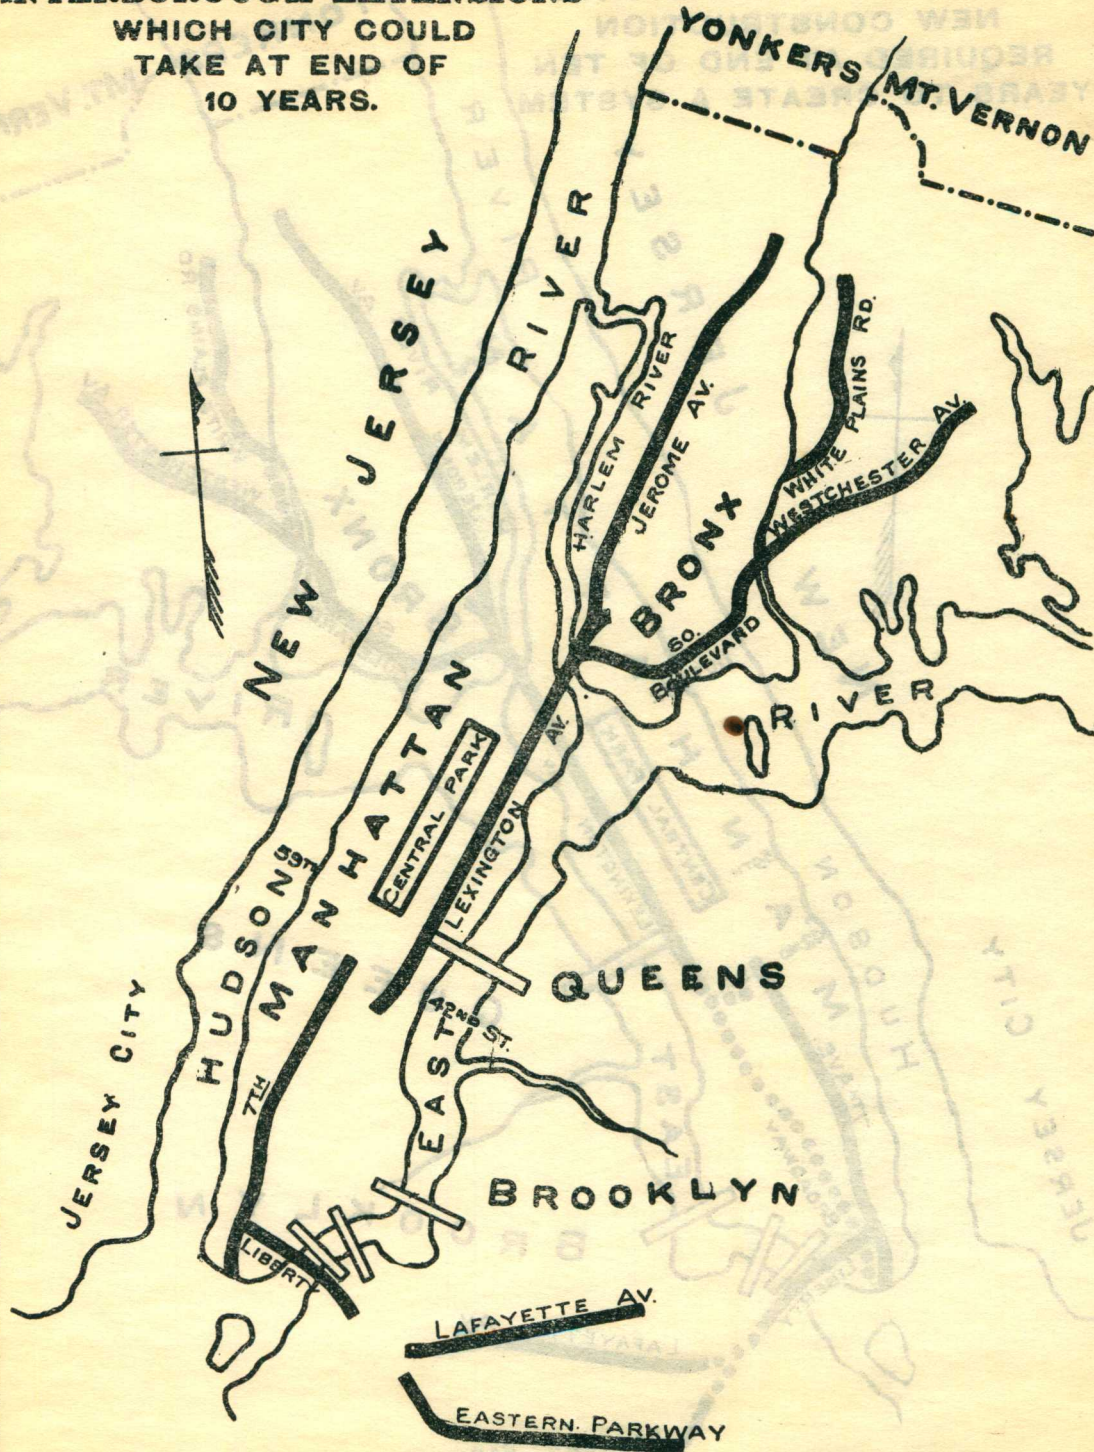 INTERBOROUGH EXTENSIONS
WHICH CITY COULD
TAKE AT END OF
10 YEARS.
YONKERS
MT. VERNON
NEW JERSEY
HUDSON RIVER
HARLEM RIVER
JEROME AV.
WHITE PLAINS RD.
WESTCHESTER AV.
BRONX
SO. BOULEVARD
EAST RIVER
MANHATTAN
CENTRAL PARK
LEXINGTON AV.
59TH
QUEENS
42ND ST.
JERSEY CITY
7TH
BROOKLYN
LIBERTY
LAFAYETTE AV.
EASTERN. PARKWAY